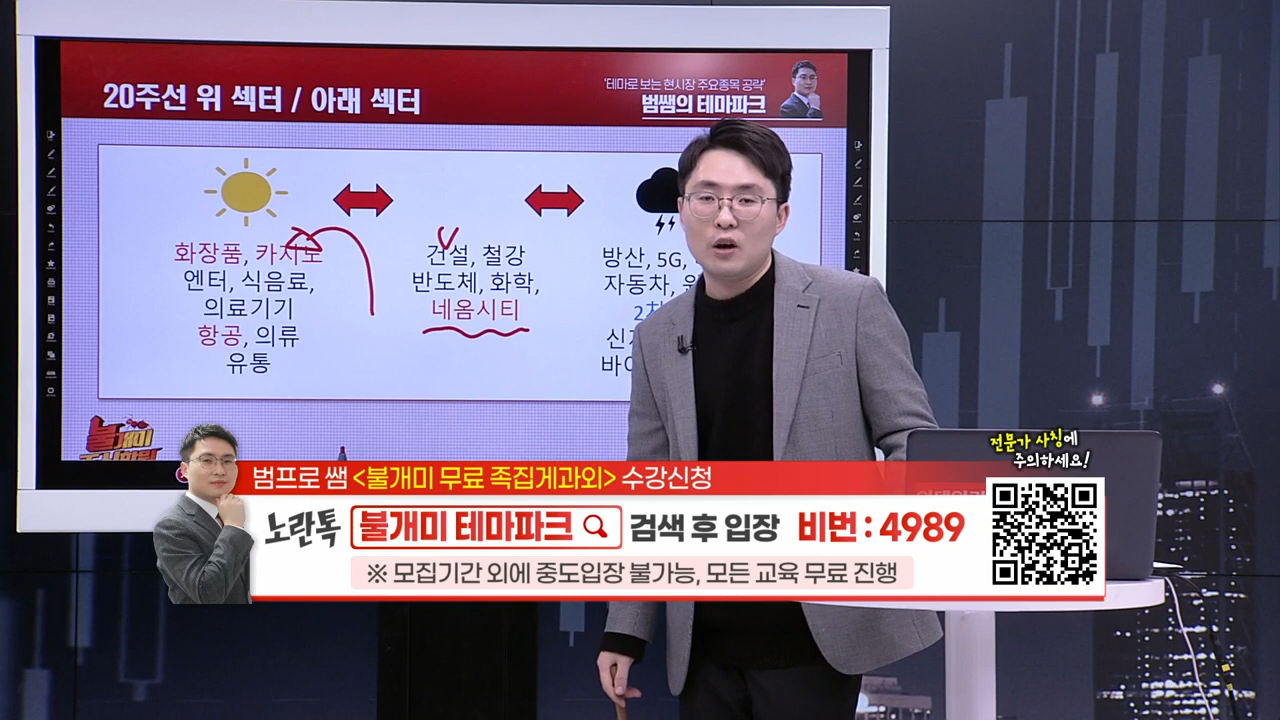 20주선 위 섹터 / 아래 섹터
'테마로 보는 현시장 주요종목 공략'
범쌤의 테마파크
화장품, 카지노
엔터, 식음료,
의료기기
항공, 의류
유통
건설, 철강
반도체, 화학,
네옴시티
방산, 5G,
자동차,
불개미
전문가 사칭에
주의하세요!
범프로 쌤 <불개미 무료 족집게과외> 수강신청
노란톡 불개미 테마파크 검색 후 입장 비번 : 4989
※ 모집기간 외에 중도입장 불가능, 모든 교육 무료 진행